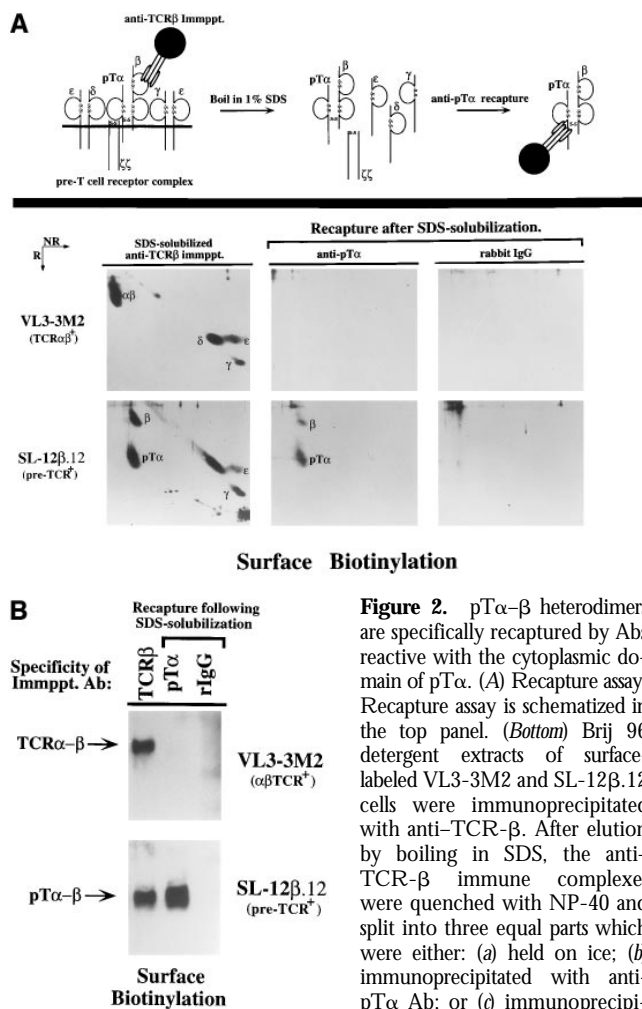 A
anti-TCRβ Immppt.
pTα
β
ε
δ
γ
ε
s-s
s-s
ζζ
pre-T cell receptor complex
Boil in 1% SDS
pTα
β
ε
γ
δ
s-s
ζζ
anti-pTα recapture
pTα
β
s-s
Recapture after SDS-solubilization.
NR
R
SDS-solubilized
anti-TCRβ immppt.
anti-pTα
rabbit IgG
VL3-3M2
(TCRαβ+)
αβ
δ
ε
γ
SL-12β.12
(pre-TCR+)
β
pTα
ε
γ
β
pTα
Surface Biotinylation
B
Recapture following
SDS-solubilization
Specificity of
Immppt. Ab:
TCRβ
pTα
rIgG
TCRα-β
VL3-3M2
(αβTCR+)
pTα-β
SL-12β.12
(pre-TCR+)
Surface
Biotinylation
Figure 2. pTα–β heterodimer
are specifically recaptured by Abs
reactive with the cytoplasmic do-
main of pTα. (A) Recapture assay
Recapture assay is schematized in
the top panel. (Bottom) Brij 96
detergent extracts of surface
labeled VL3-3M2 and SL-12β.12
cells were immunoprecipitated
with anti–TCR-β. After elution
by boiling in SDS, the anti-
TCR-β immune complexe
were quenched with NP-40 and
split into three equal parts which
were either: (a) held on ice; (b
immunoprecipitated with anti-
pTα Ab; or (c) immunoprecipi-